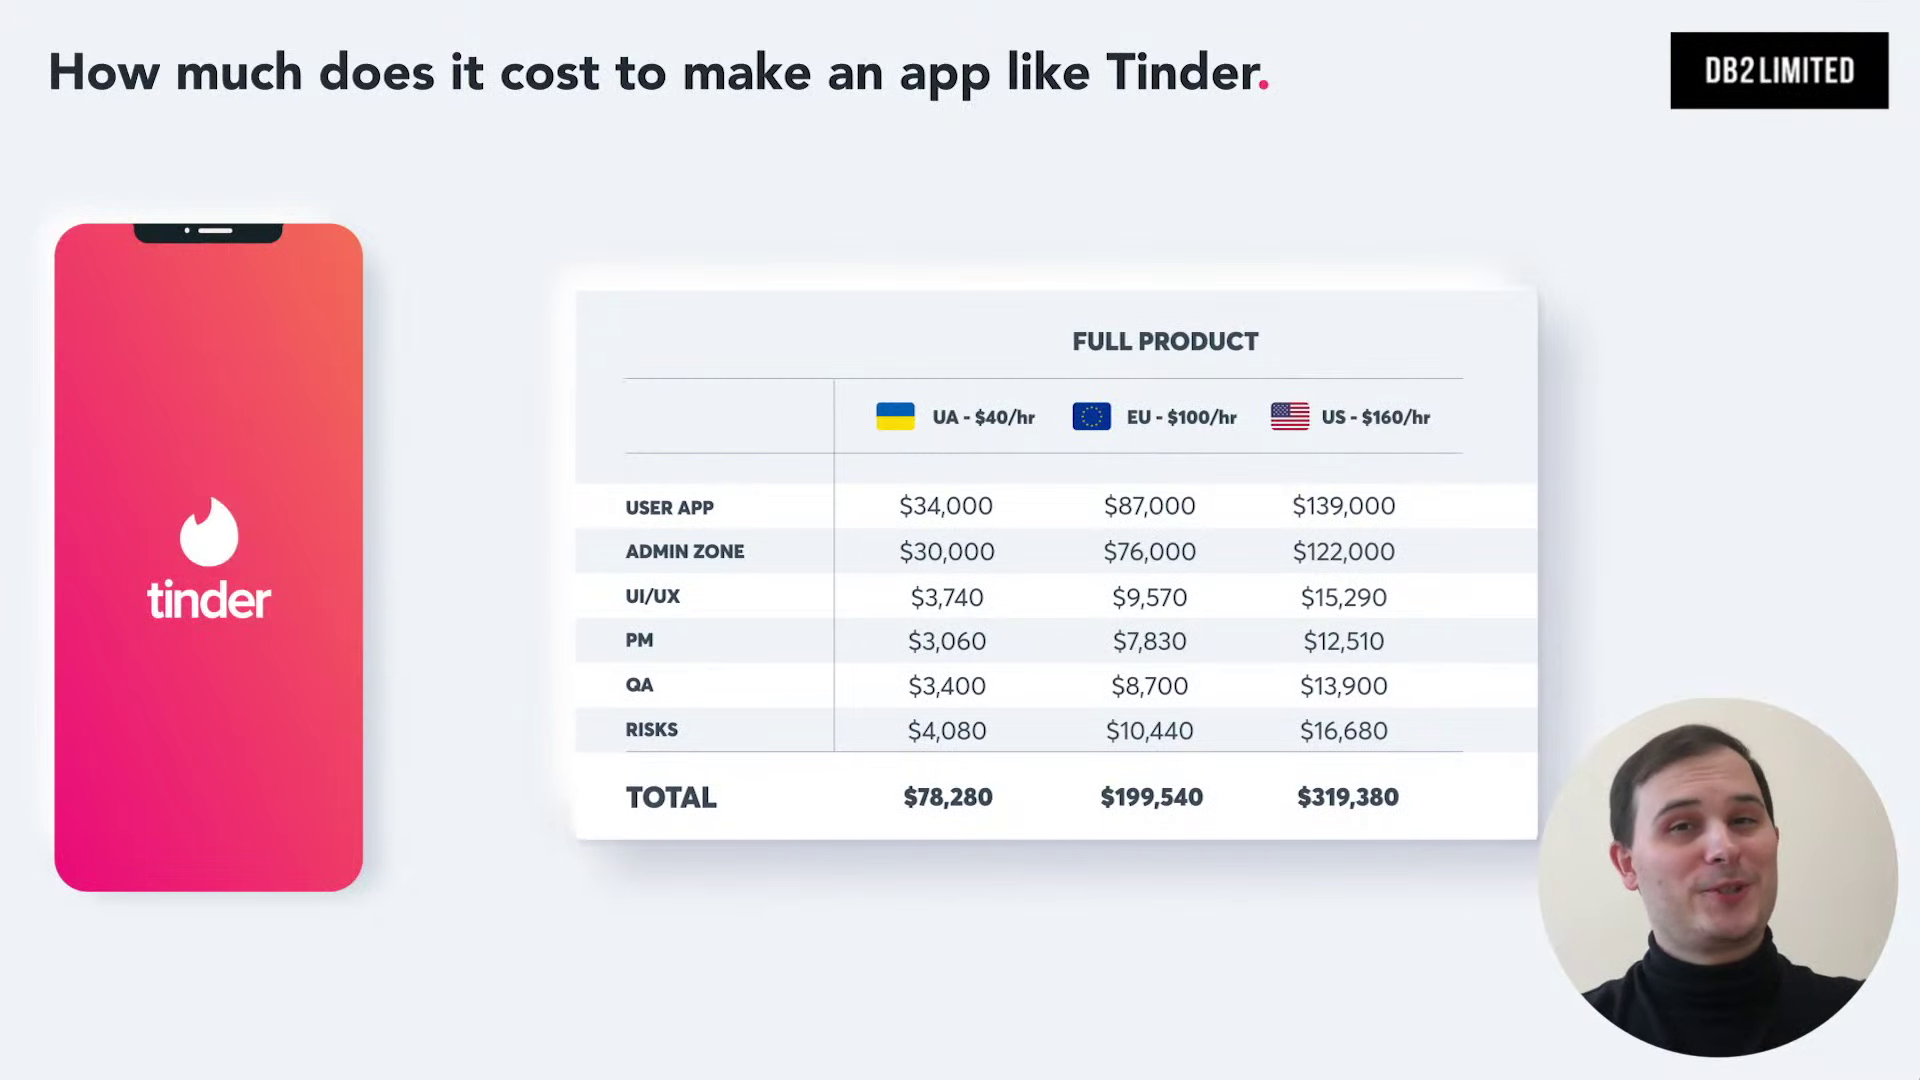 How much does it cost to make an app like Tinder.
DB2 LIMITED
tinder
FULL PRODUCT
UA - $40/hr EU - $100/hr US - $160/hr
USER APP $34,000 $87,000 $139,000
ADMIN ZONE $30,000 $76,000 $122,000
UI/UX $3,740 $9,570 $15,290
PM $3,060 $7,830 $12,510
QA $3,400 $8,700 $13,900
RISKS $4,080 $10,440 $16,680
TOTAL $78,280 $199,540 $319,380